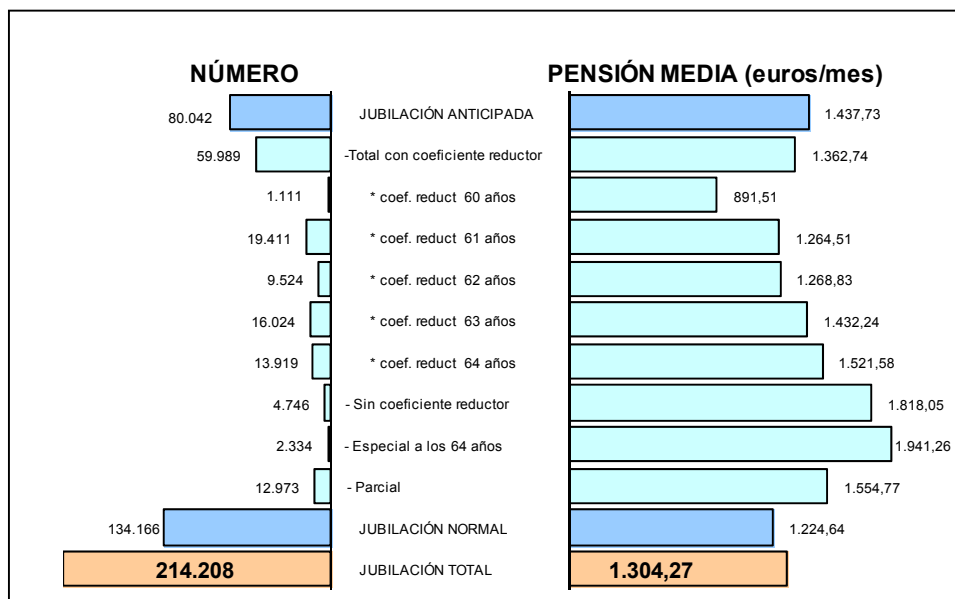 NÚMERO PENSIÓN MEDIA (euros/mes)
80.042 JUBILACIÓN ANTICIPADA 1.437,73
59.989 -Total con coeficiente reductor 1.362,74
1.111 * coef. reduct 60 años 891,51
19.411 * coef. reduct 61 años 1.264,51
9.524 * coef. reduct 62 años 1.268,83
16.024 * coef. reduct 63 años 1.432,24
13.919 * coef. reduct 64 años 1.521,58
4.746 - Sin coeficiente reductor 1.818,05
2.334 - Especial a los 64 años 1.941,26
12.973 - Parcial 1.554,77
134.166 JUBILACIÓN NORMAL 1.224,64
214.208 JUBILACIÓN TOTAL 1.304,27